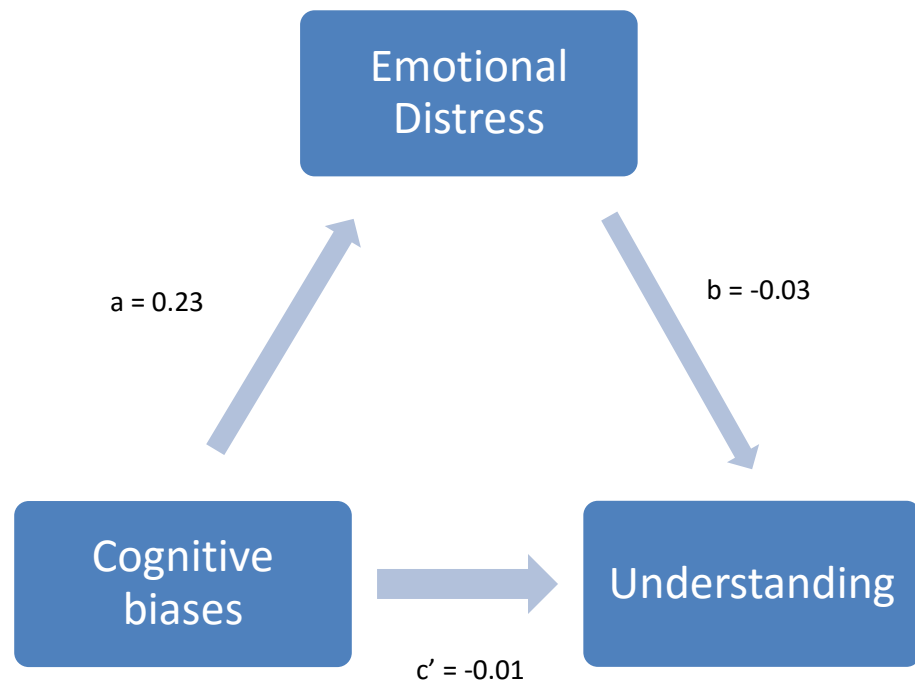 Emotional
Distress
a = 0.23
b = -0.03
Cognitive
biases
Understanding
c’ = -0.01